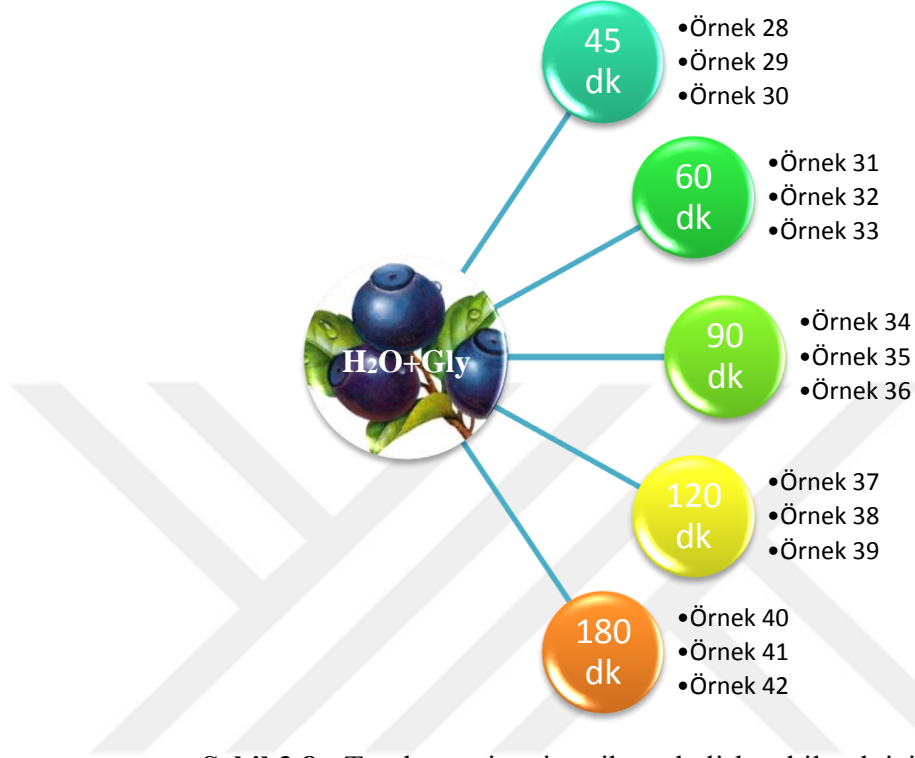 45
dk
•Örnek 28
•Örnek 29
•Örnek 30
60
dk
•Örnek 31
•Örnek 32
•Örnek 33
H₂O+Gly
90
dk
•Örnek 34
•Örnek 35
•Örnek 36
120
dk
•Örnek 37
•Örnek 38
•Örnek 39
180
dk
•Örnek 40
•Örnek 41
•Örnek 42